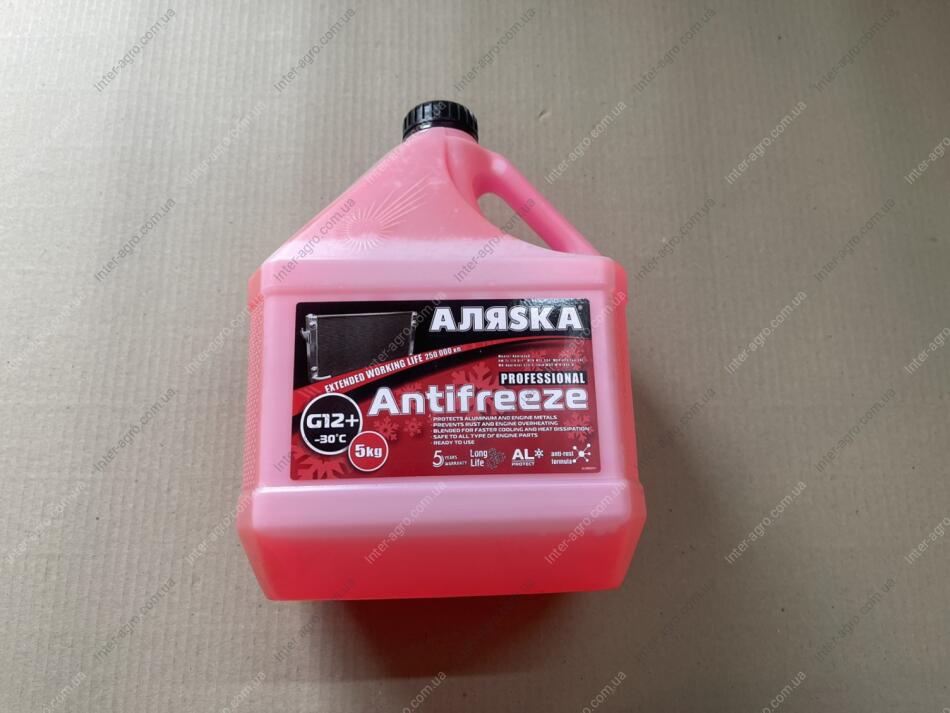 АЛЯSKA
EXTENDED WORKING LIFE 250 000 km
PROFESSIONAL
Antifreeze
G12+
-30°C
5kg
PROTECTS ALUMINUM AND ENGINE METALS
PREVENTS RUST AND ENGINE OVERHEATING
BLENDED FOR FASTER COOLING AND HEAT DISSIPATION
SAFE TO ALL TYPE OF ENGINE PARTS
READY TO USE
5 YEARS WARRANTY
Long Life
AL PROTECT
anti-rost formula
Inter-agro.com.ua